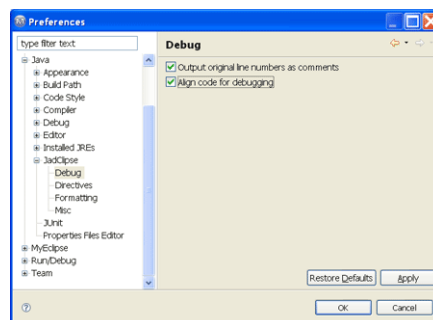 Preferences
type filter text
Debug
Java
Appearance
Build Path
Code Style
Compiler
Debug
Editor
Installed JREs
JadClipse
Debug
Directives
Formatting
Misc
JUnit
Properties Files Editor
MyEclipse
Run/Debug
Team
Output original line numbers as comments
Align code for debugging
Restore Defaults
Apply
?
OK
Cancel